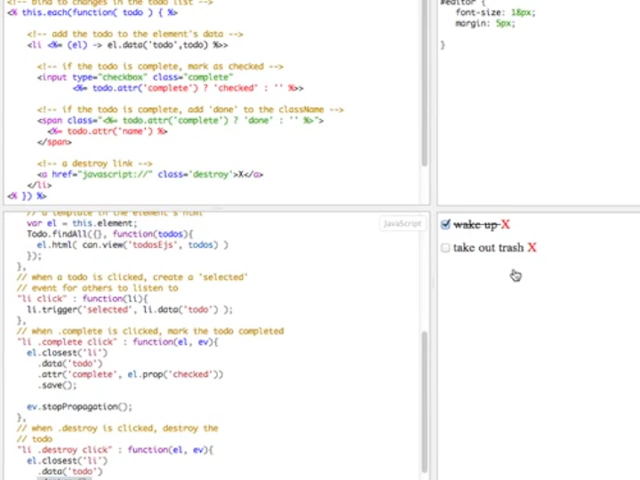 <!-- bind to changes in the todo list -->
<% this.each(function( todo ) { %>
<!-- add the todo to the element's data -->
<li <%= (el) -> el.data('todo',todo) %>>
<!-- if the todo is complete, mark as checked -->
<input type="checkbox" class="complete"
<%= todo.attr('complete') ? 'checked' : '' %>>
<!-- if the todo is complete, add 'done' to the className -->
<span class="<%= todo.attr('complete') ? 'done' : '' %>">
<%= todo.attr('name') %>
</span>
<!-- a destroy link -->
<a href="javascript://" class='destroy'>X</a>
</li>
<% }) %>
#editor {
font-size: 18px;
margin: 5px;
}
// a template in the element's html
var el = this.element;
Todo.findAll({}, function(todos){
el.html( can.view('todosEjs', todos) )
});
},
// when a todo is clicked, create a 'selected'
// event for others to listen to
"li click" : function(li){
li.trigger('selected', li.data('todo') );
},
// when .complete is clicked, mark the todo completed
"li .complete click" : function(el, ev){
el.closest('li')
.data('todo')
.attr('complete', el.prop('checked'))
.save();
ev.stopPropagation();
},
// when .destroy is clicked, destroy the
// todo
"li .destroy click" : function(el, ev){
el.closest('li')
.data('todo')
JavaScript
wake up X
take out trash X